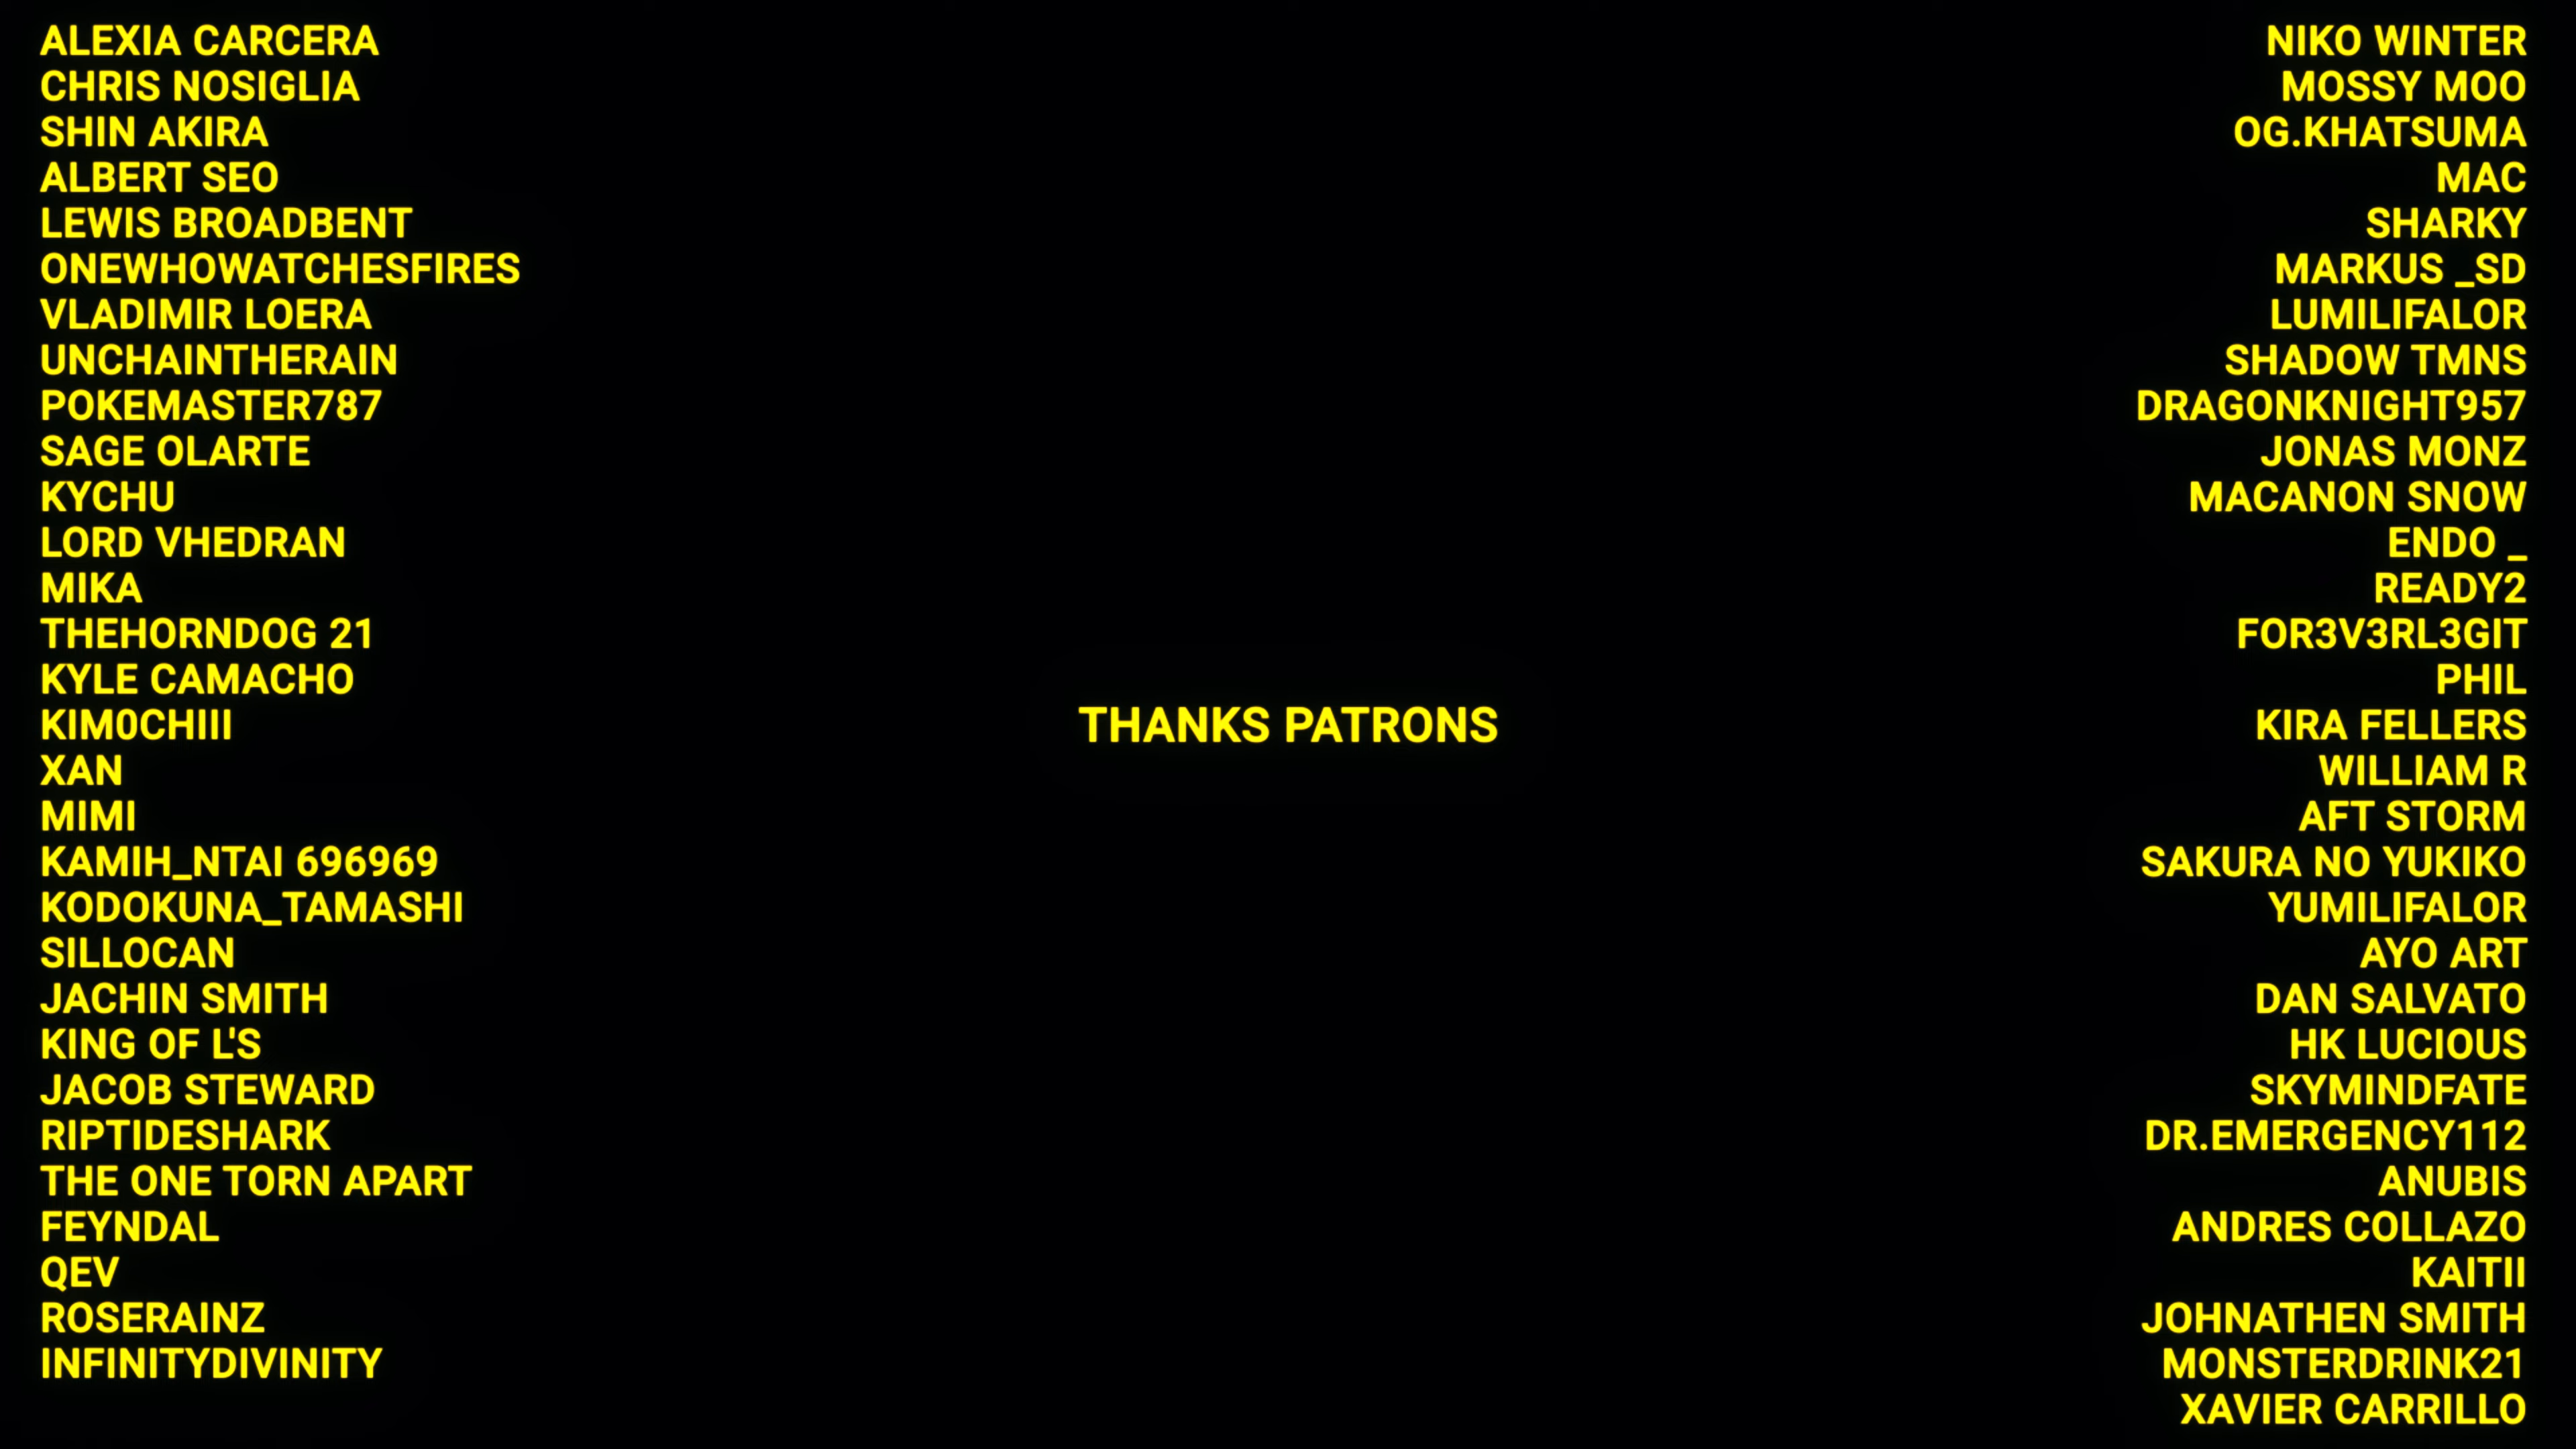 ALEXIA CARCERA
CHRIS NOSIGLIA
SHIN AKIRA
ALBERT SEO
LEWIS BROADBENT
ONEWHOWATCHESFIRES
VLADIMIR LOERA
UNCHAINTHERAIN
POKEMASTER787
SAGE OLARTE
KYCHU
LORD VHEDRAN
MIKA
THEHORNDOG 21
KYLE CAMACHO
KIM0CHIII
XAN
MIMI
KAMIH_NTAI 696969
KODOKUNA_TAMASHI
SILLOCAN
JACHIN SMITH
KING OF L'S
JACOB STEWARD
RIPTIDESHARK
THE ONE TORN APART
FEYNDAL
QEV
ROSERAINZ
INFINITYDIVINITY
THANKS PATRONS
NIKO WINTER
MOSSY MOO
OG.KHATSUMA
MAC
SHARKY
MARKUS _SD
LUMILIFALOR
SHADOW TMNS
DRAGONKNIGHT957
JONAS MONZ
MACANON SNOW
ENDO _
READY2
FOR3V3RL3GIT
PHIL
KIRA FELLERS
WILLIAM R
AFT STORM
SAKURA NO YUKIKO
YUMILIFALOR
AYO ART
DAN SALVATO
HK LUCIOUS
SKYMINDFATE
DR.EMERGENCY112
ANUBIS
ANDRES COLLAZO
KAITII
JOHNATHEN SMITH
MONSTERDRINK21
XAVIER CARRILLO